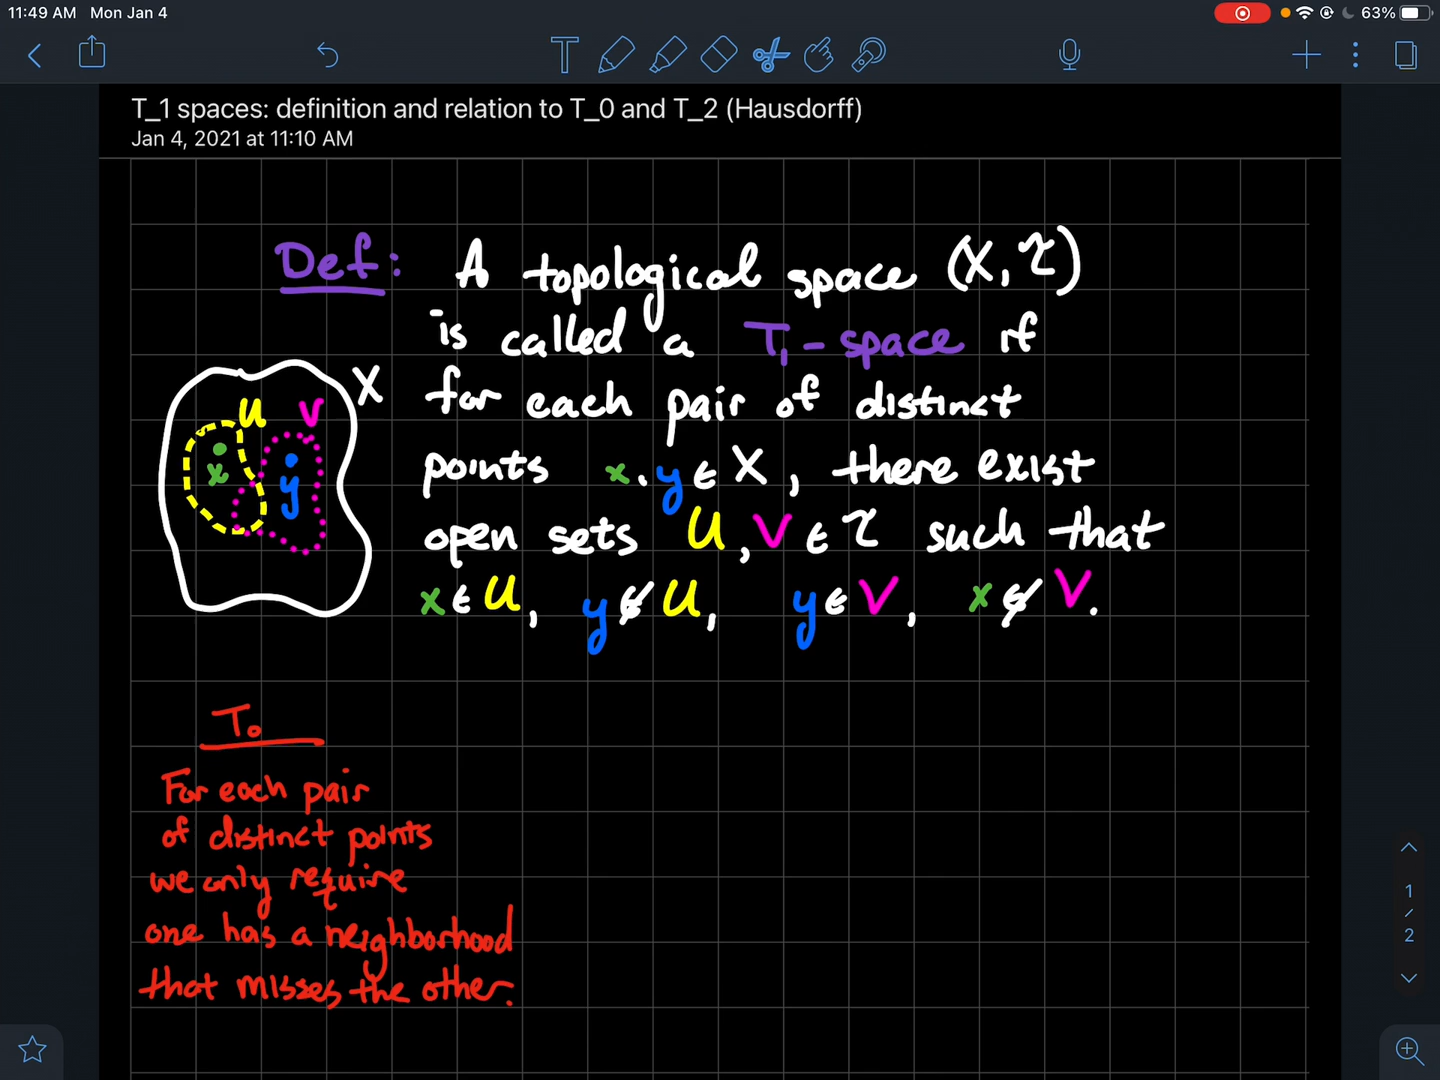 11:49 AM Mon Jan 4
63%
T_1 spaces: definition and relation to T_0 and T_2 (Hausdorff)
Jan 4, 2021 at 11:10 AM
Def: A topological space (X, τ)
is called a T₁-space if
for each pair of distinct
points x, y ∈ X, there exist
open sets U, V ∈ τ such that
x ∈ U, y ∉ U, y ∈ V, x ∉ V.
X
U V
x y
T₀
For each pair
of distinct points
we only require
one has a neighborhood
that misses the other.
1
/
2